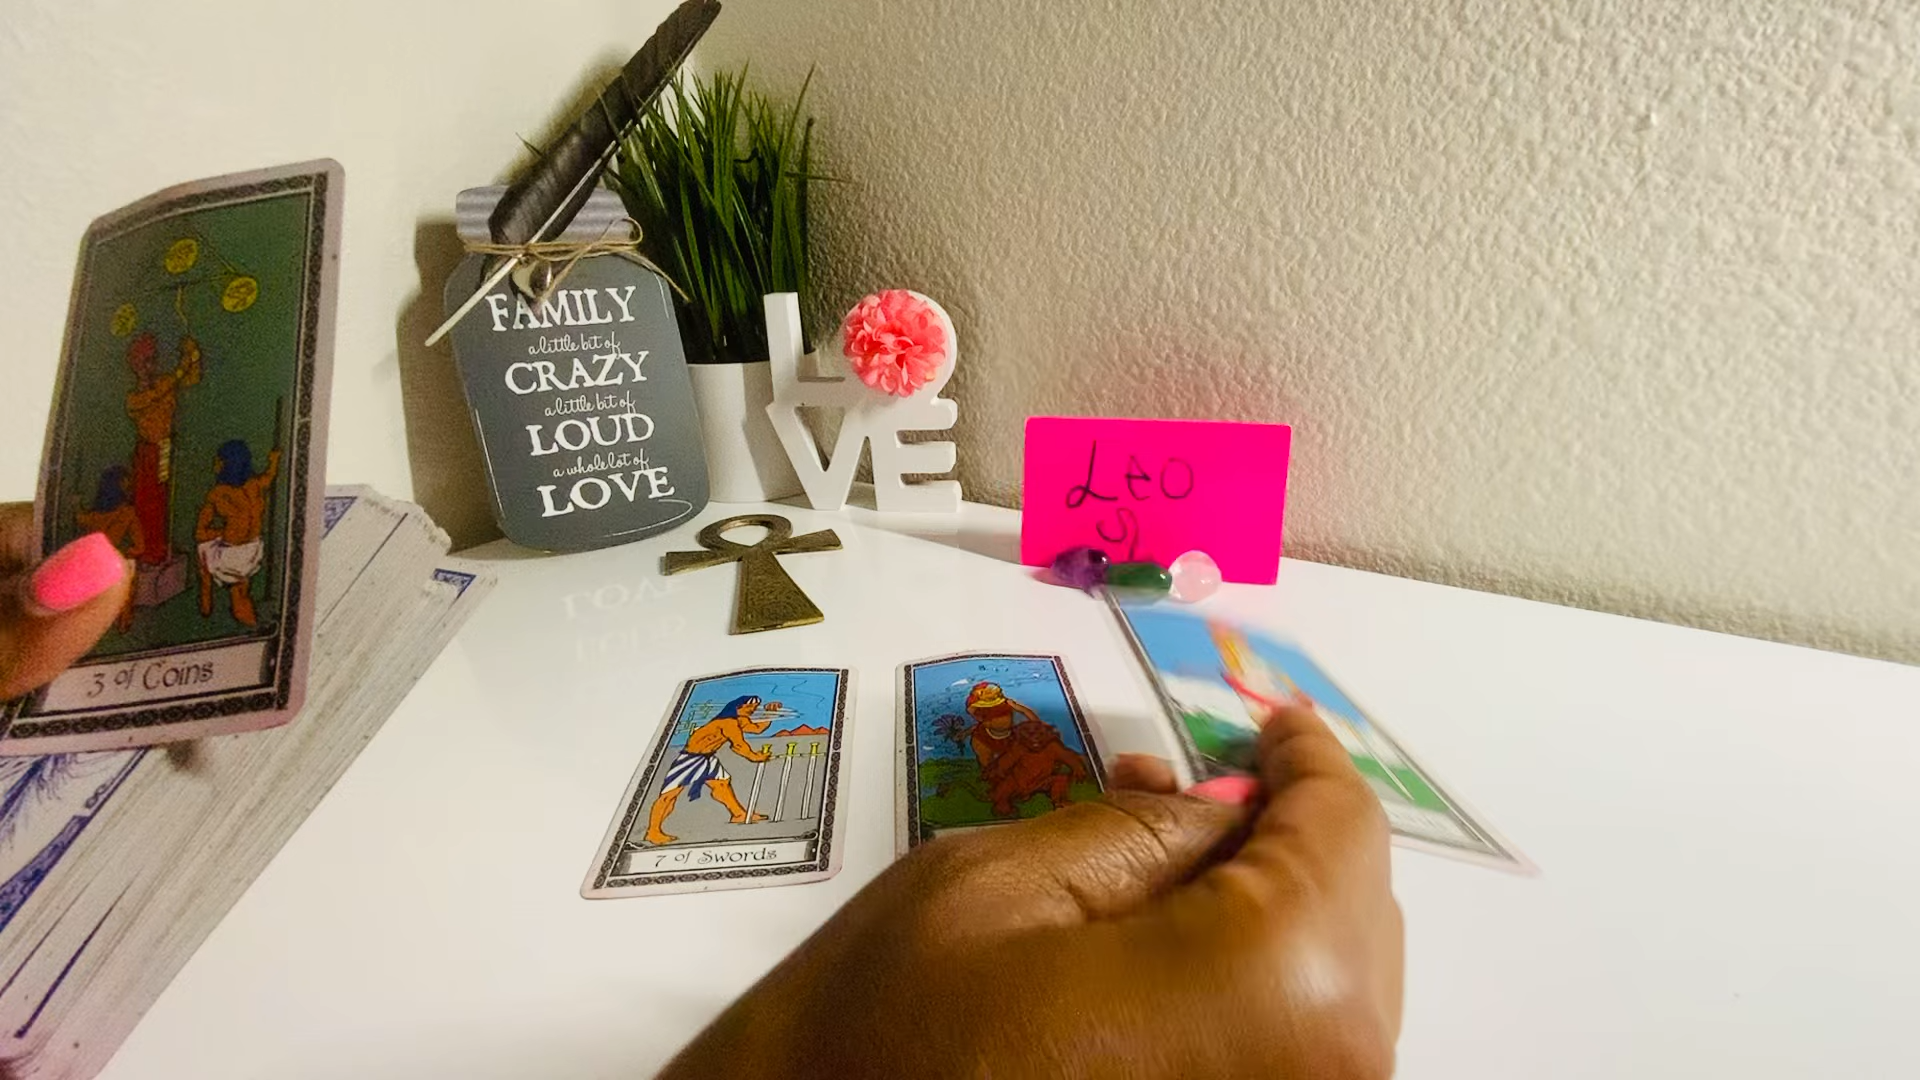 FAMILY
a little bit of
CRAZY
a little bit of
LOUD
a whole lot of
LOVE
LOVE
Leo
3 of Coins
7 of Swords